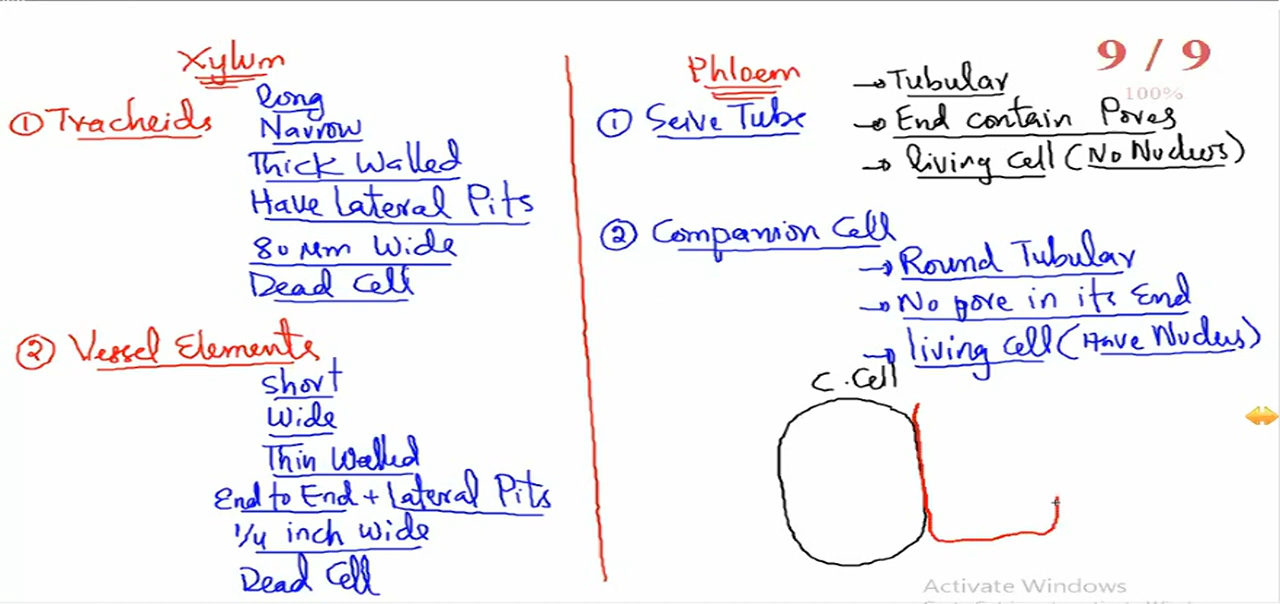 Xylum
① Tracheids
long
Narrow
Thick Walled
Have Lateral Pits
80 Mm Wide
Dead Cell
② Vessel Elements
Short
Wide
Thin Walled
End to End + Lateral Pits
1/4 inch wide
Dead Cell
Phloem
① Seive Tube
→ Tubular
→ End contain Pores
→ living cell (No Nucleus)
② Companion Cell
→ Round Tubular
→ No pore in its End
→ living cell (Have Nucleus)
C. Cell
9 / 9
100%
Activate Windows